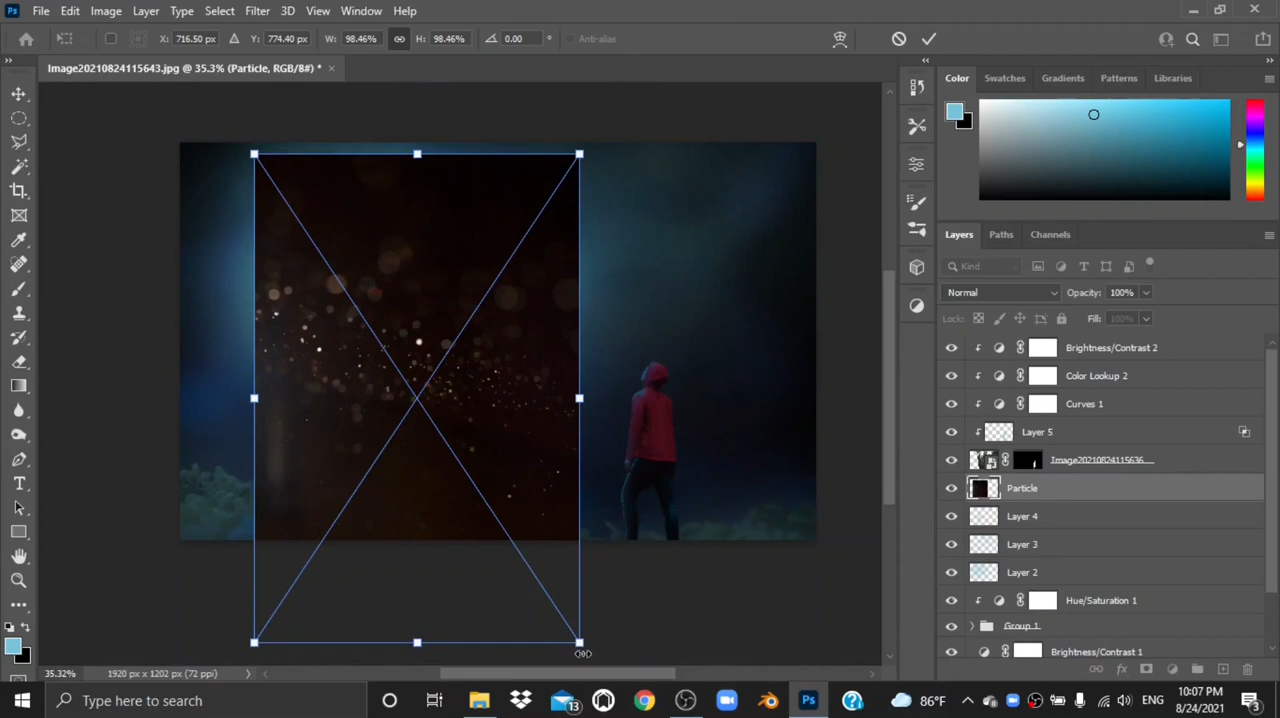 Ps File Edit Image Layer Type Select Filter 3D View Window Help
X: 716.50 px Y: 774.40 px W: 98.46% H: 98.46% 0.00 ° Anti-alias
Image20210824115643.jpg @ 35.3% (Particle, RGB/8#) * ×
Color Swatches Gradients Patterns Libraries
Layers Paths Channels
Kind
Normal Opacity: 100%
Lock: Fill: 100%
Brightness/Contrast 2
Color Lookup 2
Curves 1
Layer 5
Image20210824115636...
Particle
Layer 4
Layer 3
Layer 2
Hue/Saturation 1
Group 1
Brightness/Contrast 1
35.32% 1920 px x 1202 px (72 ppi)
Type here to search
13
Ps
86°F
ENG
10:07 PM
8/24/2021
3